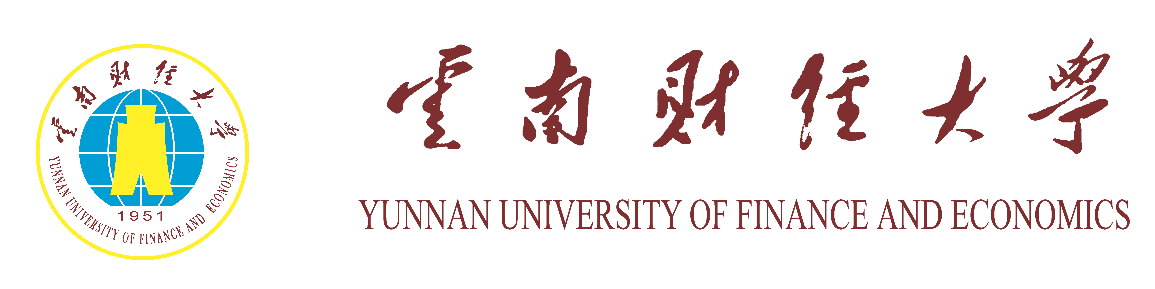 云南财经大学
1951
YUNNAN UNIVERSITY OF FINANCE AND ECONOMICS
雲南财经大學
YUNNAN UNIVERSITY OF FINANCE AND ECONOMICS